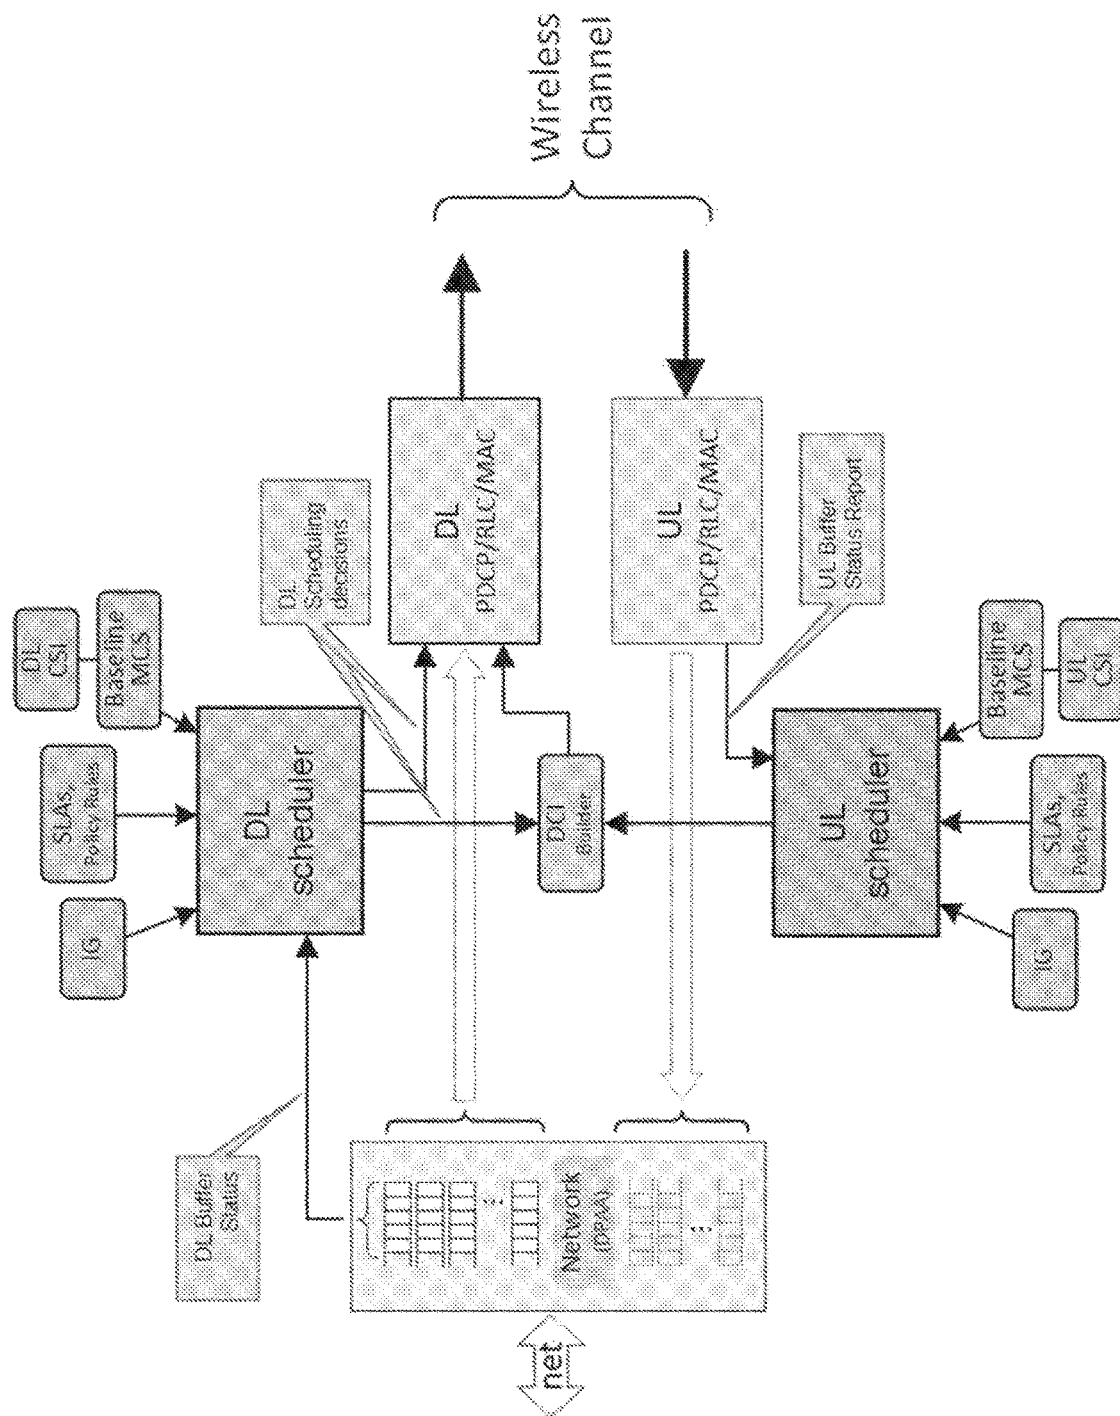 DL
CSI
Baseline
MCS
SLAs,
Policy Rules
IG
DL Buffer
Status
DL
scheduler
DL
Scheduling
decisions
DL
PDCP/RLC/MAC
Wireless
Channel
net
Network
(DPAA)
DCI
Builder
UL
PDCP/RLC/MAC
UL Buffer
Status Report
UL
scheduler
IG
SLAs,
Policy Rules
Baseline
MCS
UL
CSI